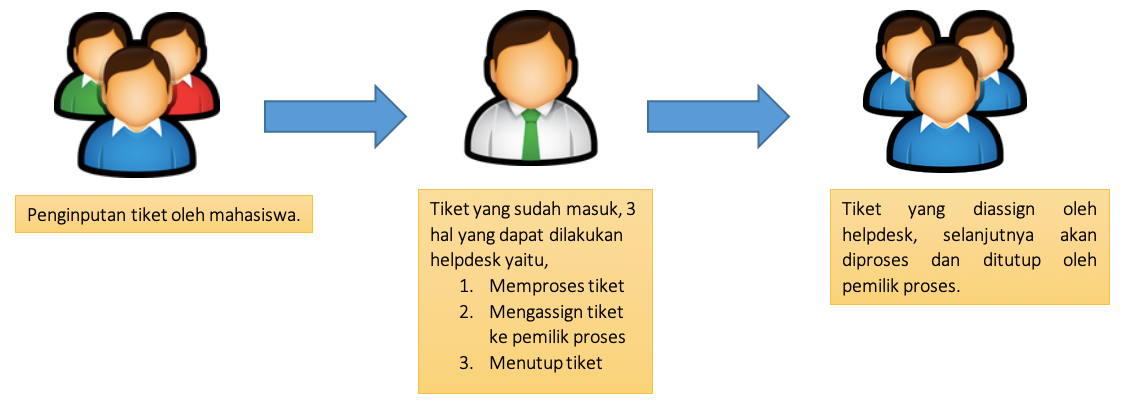 Penginputan tiket oleh mahasiswa.
Tiket yang sudah masuk, 3
hal yang dapat dilakukan
helpdesk yaitu,
1. Memproses tiket
2. Mengassign tiket
ke pemilik proses
3. Menutup tiket
Tiket yang diassign oleh
helpdesk, selanjutnya akan
diproses dan ditutup oleh
pemilik proses.